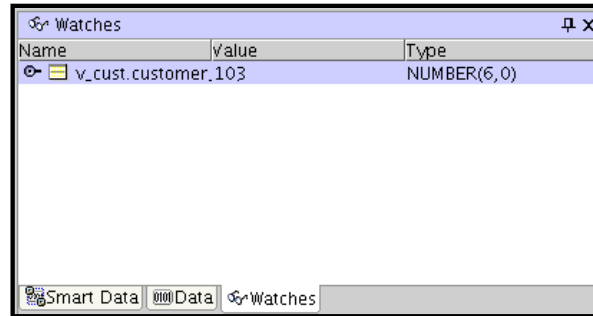 Watches
Name Value Type
v_cust.customer_ 103 NUMBER(6,0)
Smart Data Data Watches